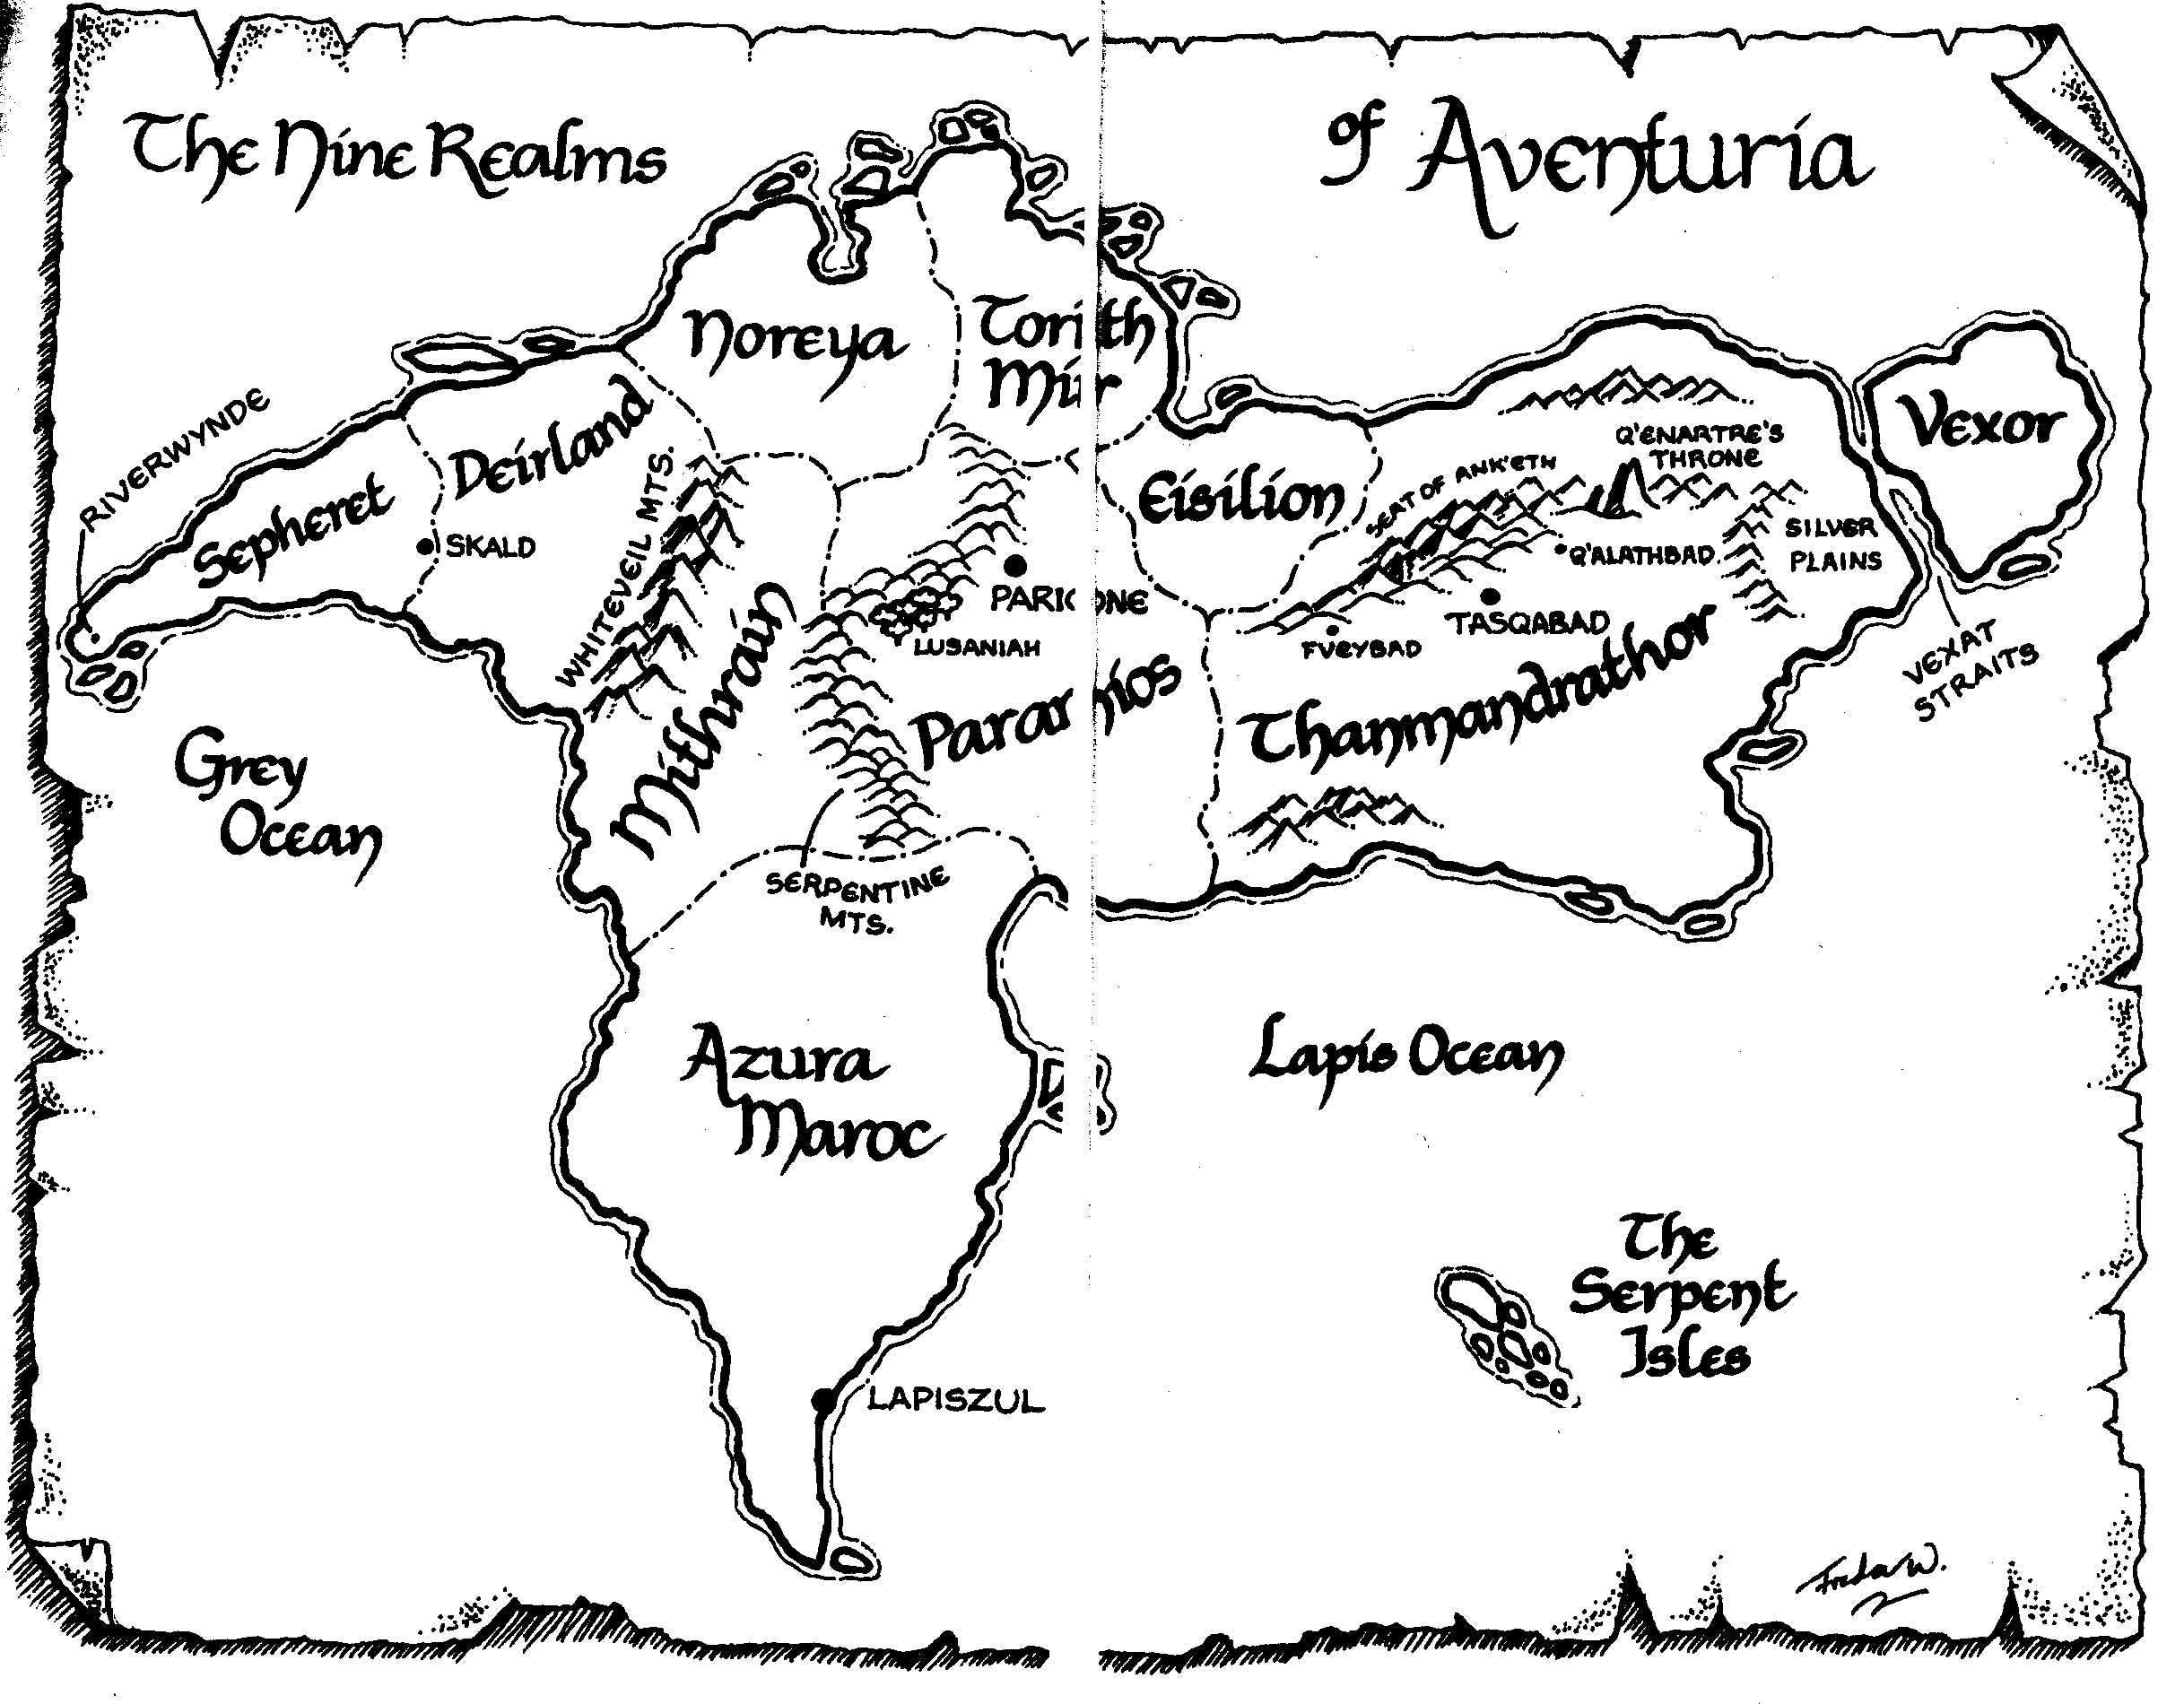 The Nine Realms of Aventuria
Noreya
Torith
Mir
RIVERWYNDE
Sepheret
Deirland
SKALD
WHITEVEIL MTS.
Mithrain
Eisilion
SEAT OF ANK'ETH
Q'ENARTRE'S
THRONE
Vexor
Q'ALATHBAD
SILVER
PLAINS
LUSANIAH
FVEYBAD
TASQABAD
Thanmandrathor
VEXAT
STRAITS
Grey
Ocean
SERPENTINE
MTS.
Azura
Maroc
Lapis Ocean
The
Serpent
Isles
LAPISZUL